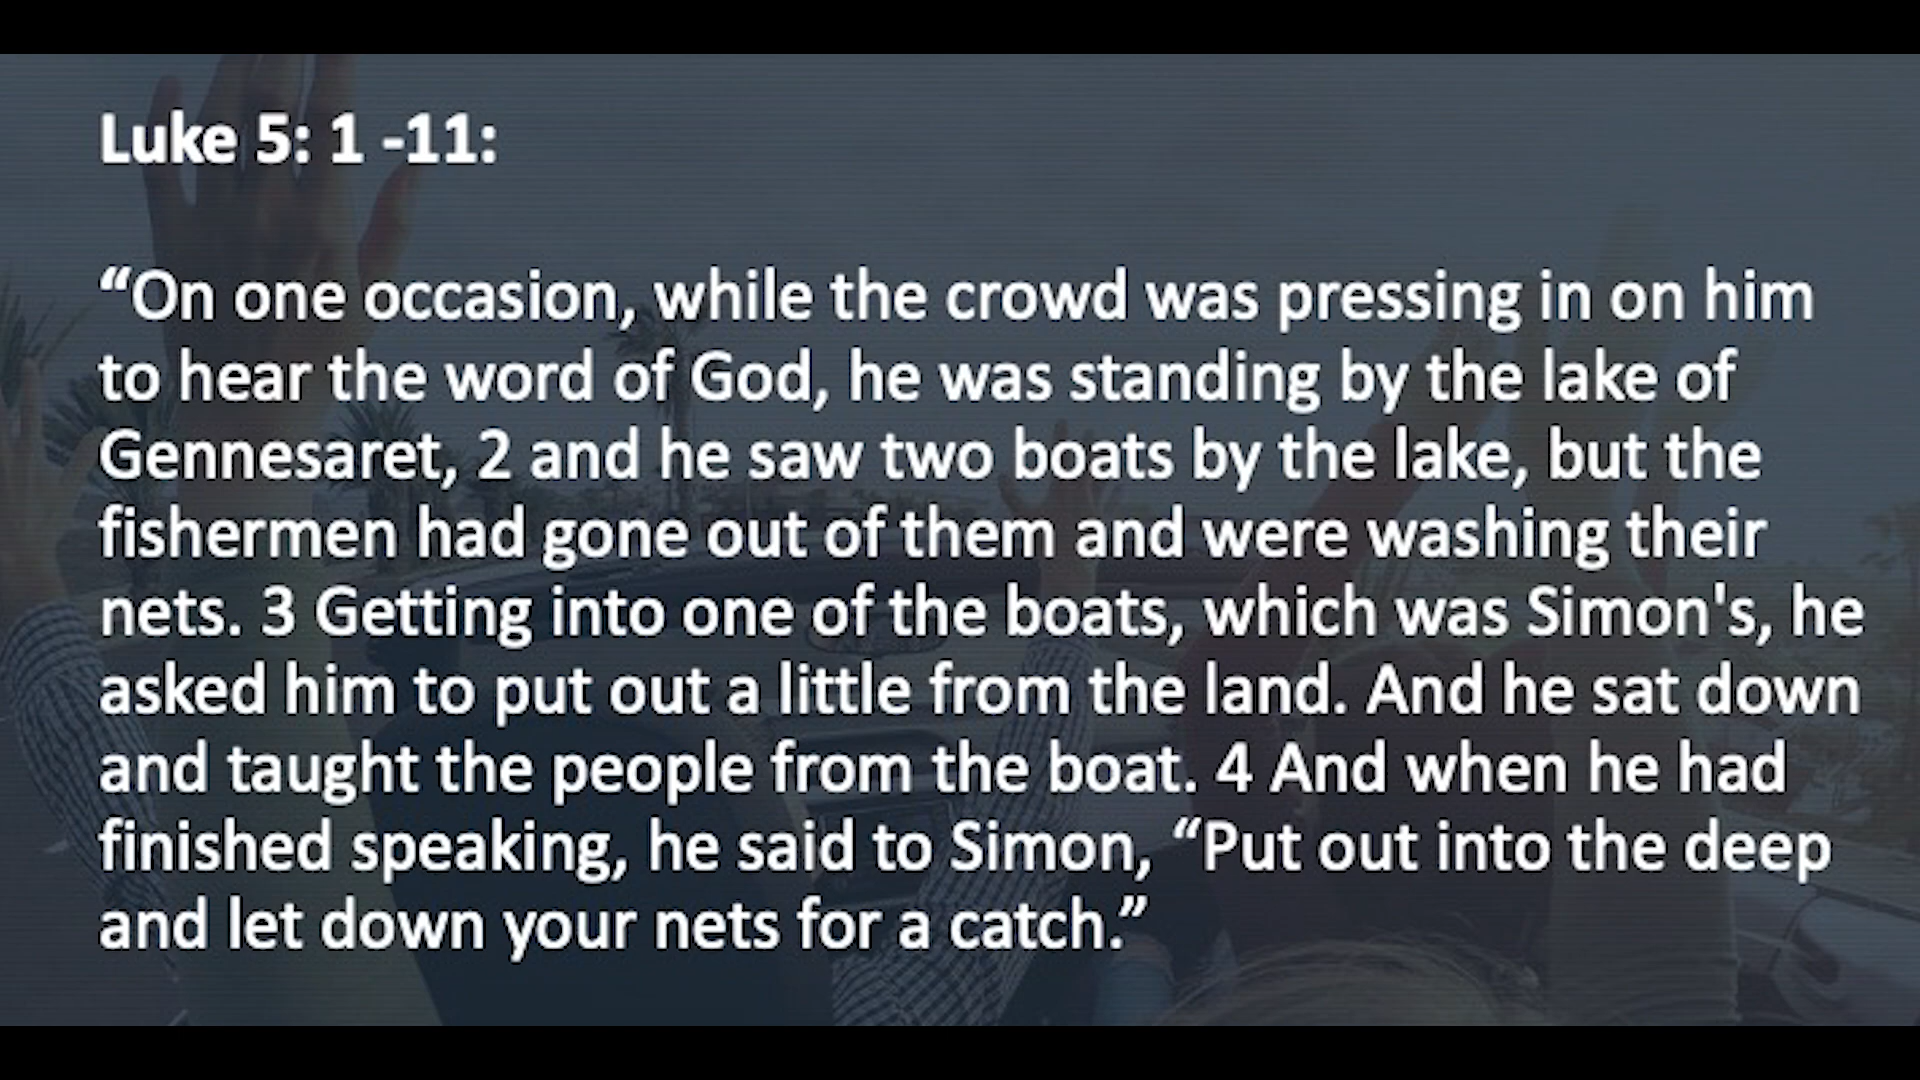 Luke 5: 1 -11:
“On one occasion, while the crowd was pressing in on him
to hear the word of God, he was standing by the lake of
Gennesaret, 2 and he saw two boats by the lake, but the
fishermen had gone out of them and were washing their
nets. 3 Getting into one of the boats, which was Simon's, he
asked him to put out a little from the land. And he sat down
and taught the people from the boat. 4 And when he had
finished speaking, he said to Simon, “Put out into the deep
and let down your nets for a catch.”